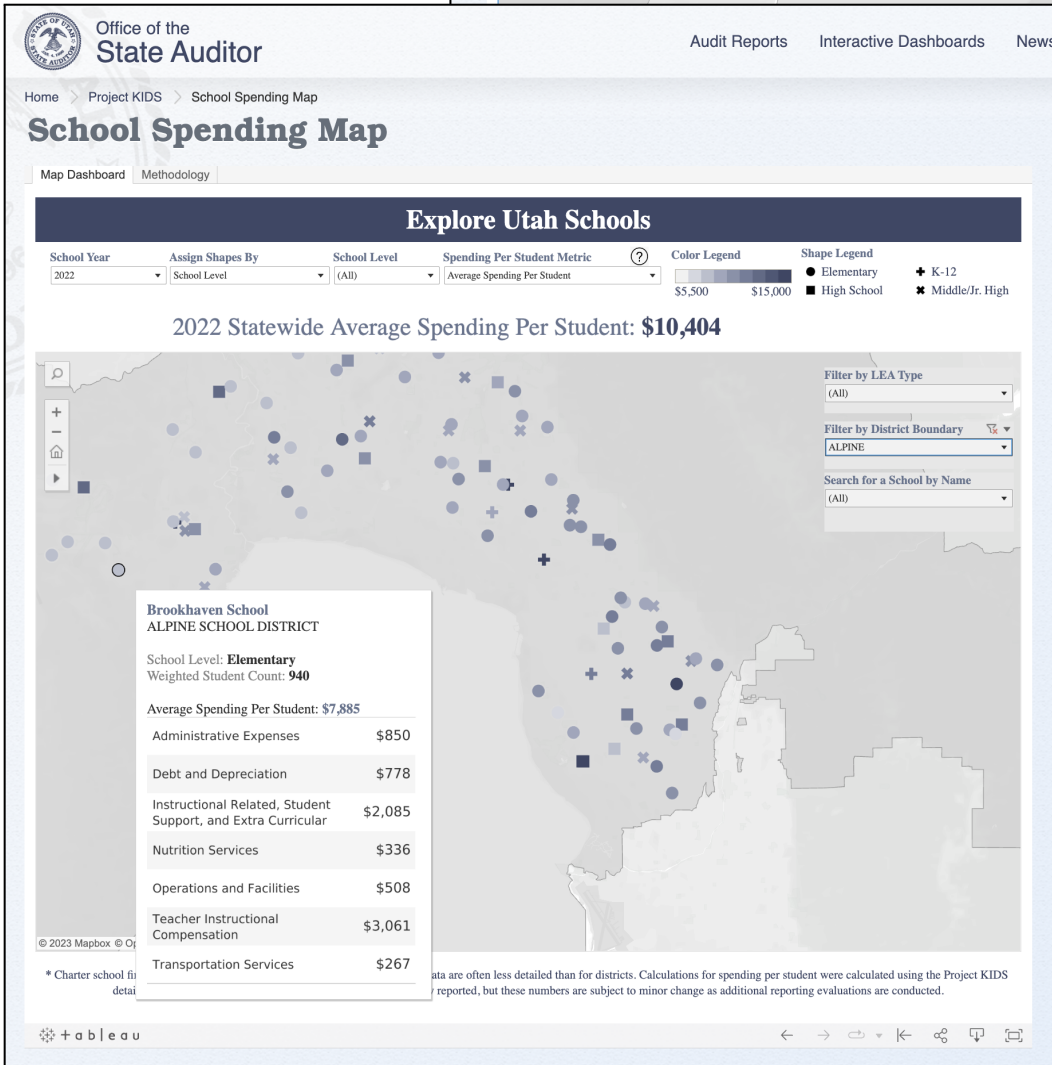 Office of the
State Auditor
Audit Reports Interactive Dashboards News
Home > Project KIDS > School Spending Map
School Spending Map
Map Dashboard Methodology
Explore Utah Schools
School Year Assign Shapes By School Level Spending Per Student Metric ? Color Legend Shape Legend
2022 School Level (All) Average Spending Per Student
$5,500 $15,000
Elementary K-12
High School Middle/Jr. High
2022 Statewide Average Spending Per Student: $10,404
Filter by LEA Type
(All)
Filter by District Boundary
ALPINE
Search for a School by Name
(All)
Brookhaven School
ALPINE SCHOOL DISTRICT
School Level: Elementary
Weighted Student Count: 940
Average Spending Per Student: $7,885
Administrative Expenses $850
Debt and Depreciation $778
Instructional Related, Student
Support, and Extra Curricular $2,085
Nutrition Services $336
Operations and Facilities $508
Teacher Instructional
Compensation $3,061
Transportation Services $267
© 2023 Mapbox © Op
* Charter school fi ata are often less detailed than for districts. Calculations for spending per student were calculated using the Project KIDS
detai reported, but these numbers are subject to minor change as additional reporting evaluations are conducted.
+ a b | e a u